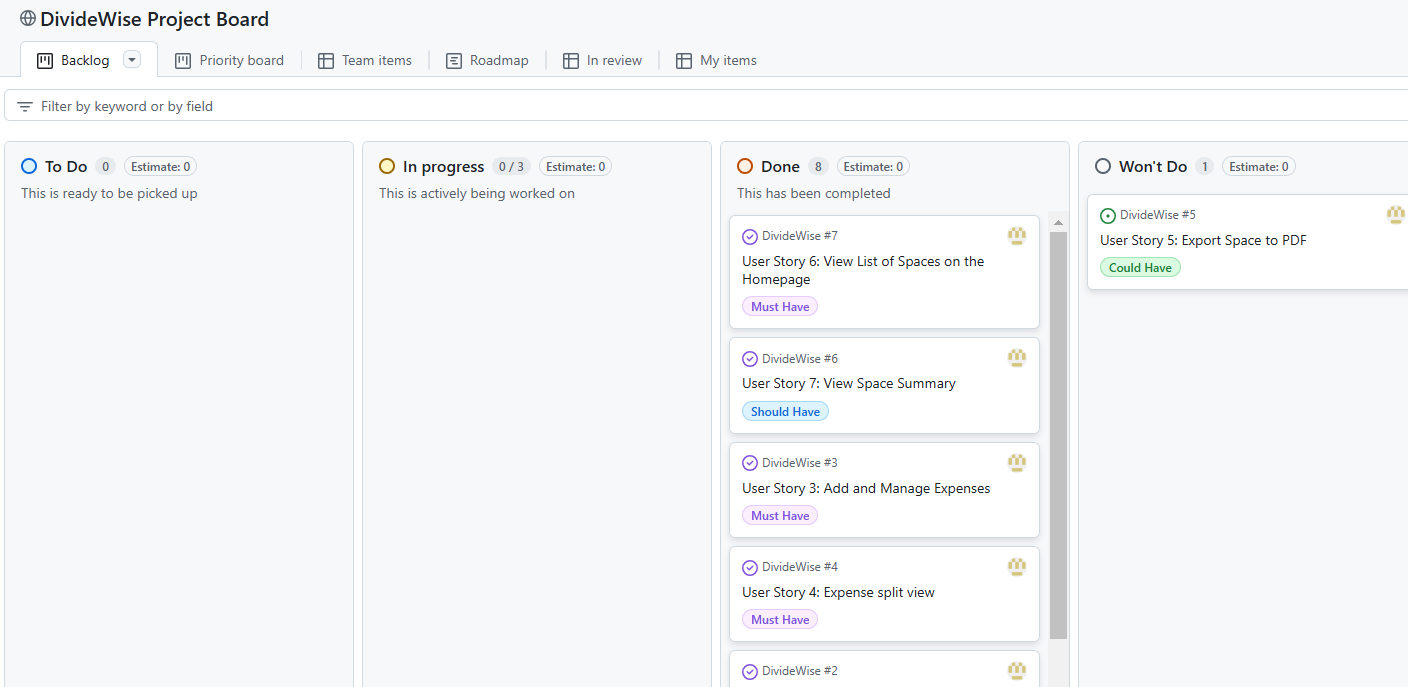 DivideWise Project Board
Backlog
Priority board
Team items
Roadmap
In review
My items
Filter by keyword or by field
To Do 0 Estimate: 0
This is ready to be picked up
In progress 0 / 3 Estimate: 0
This is actively being worked on
Done 8 Estimate: 0
This has been completed
DivideWise #7
User Story 6: View List of Spaces on the
Homepage
Must Have
DivideWise #6
User Story 7: View Space Summary
Should Have
DivideWise #3
User Story 3: Add and Manage Expenses
Must Have
DivideWise #4
User Story 4: Expense split view
Must Have
DivideWise #2
Won't Do 1 Estimate: 0
DivideWise #5
User Story 5: Export Space to PDF
Could Have